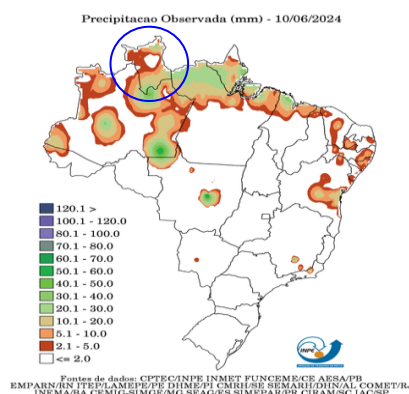 Precipitacao Observada (mm) - 10/06/2024
120.1 >
100.1 - 120.0
80.1 - 100.0
70.1 - 80.0
60.1 - 70.0
50.1 - 60.0
40.1 - 50.0
30.1 - 40.0
20.1 - 30.0
10.1 - 20.0
5.1 - 10.0
2.1 - 5.0
<= 2.0
INPE
Fontes de dados: CPTEC/INPE INMET FUNCEME/CE AESA/PB
EMPARN/RN ITEP/LAMEPE/PE DHME/PI CMRH/SE SEMARH/DHN/AL COMET/RJ
INEMA/BA CEMIG-SIMGE/MG SEAG/ES SIMEPAR/PR CIRAM/SC IAC/SP